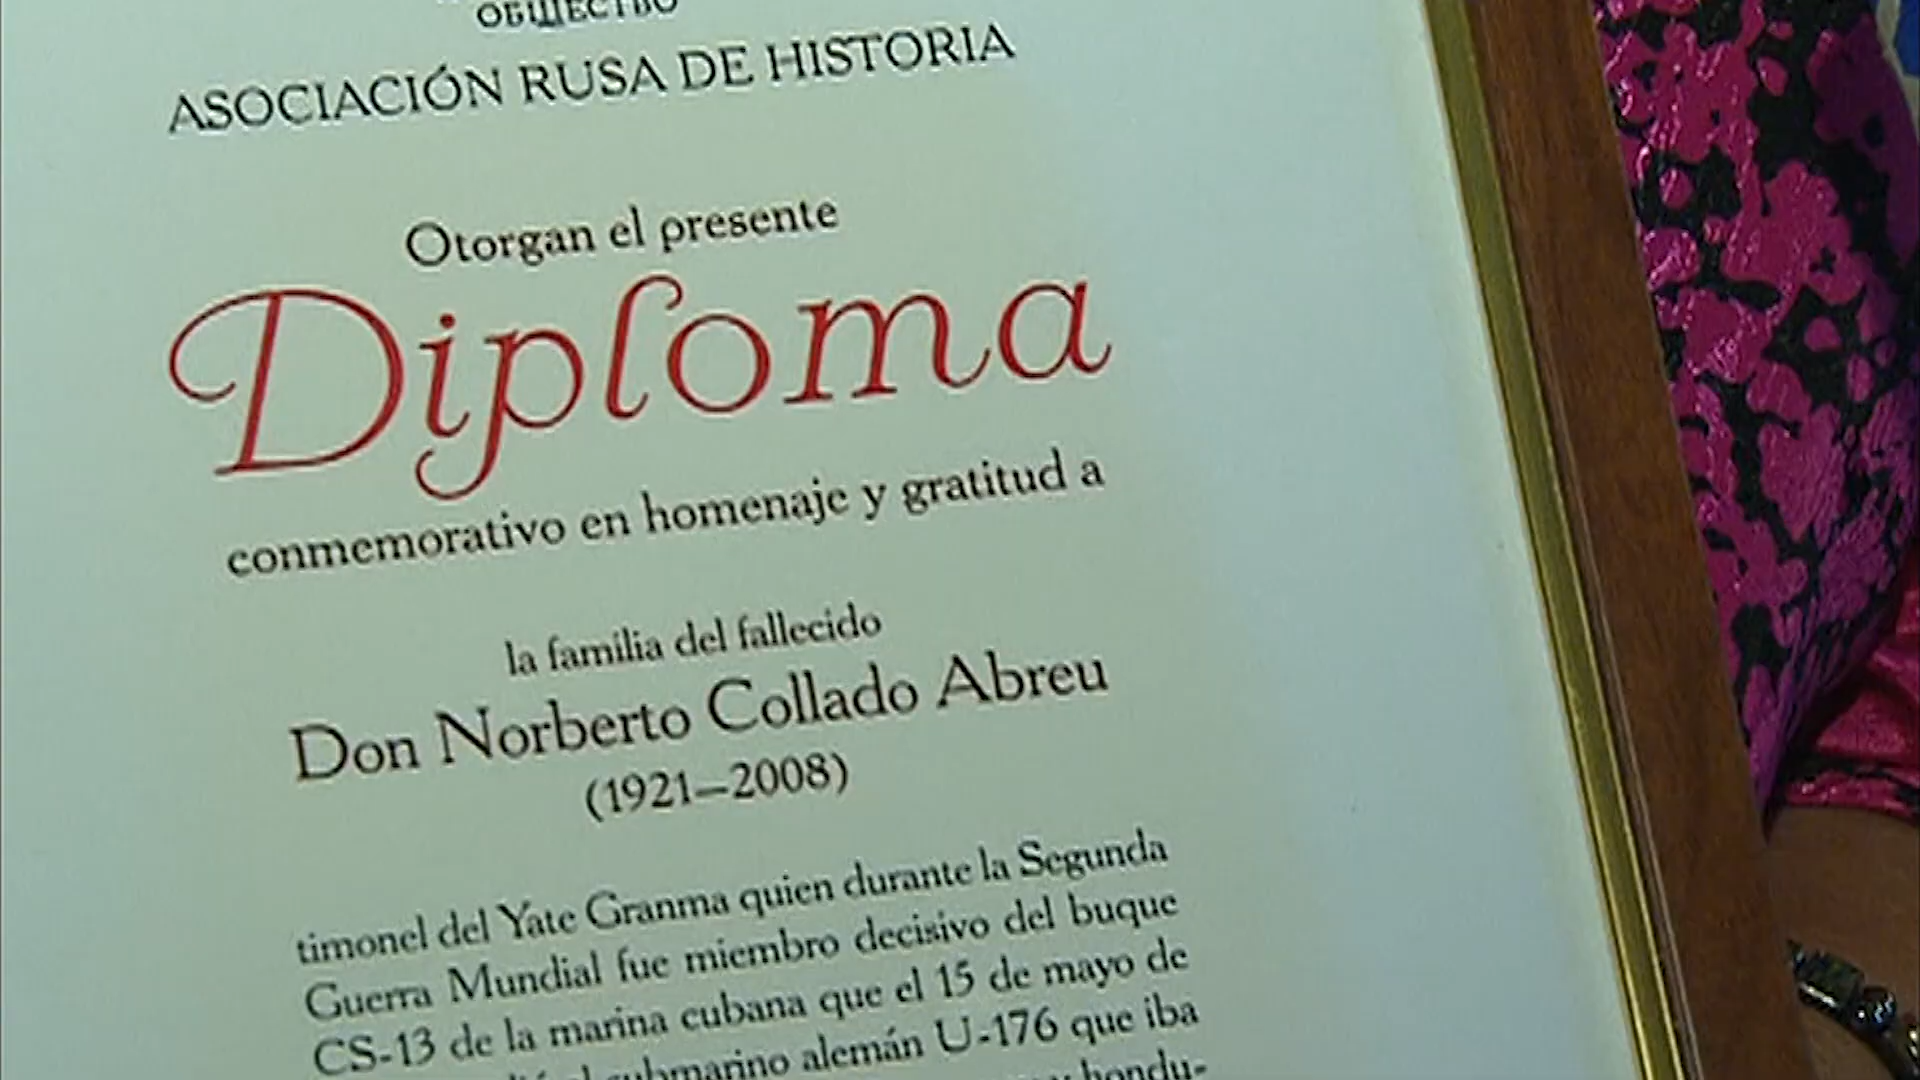 ОБЩЕСТВО
ASOCIACIÓN RUSA DE HISTORIA
Otorgan el presente
Diploma
conmemorativo en homenaje y gratitud a
la familia del fallecido
Don Norberto Collado Abreu
(1921—2008)
timonel del Yate Granma quien durante la Segunda
Guerra Mundial fue miembro decisivo del buque
CS-13 de la marina cubana que el 15 de mayo de
submarino alemán U-176 que iba
y hondu-